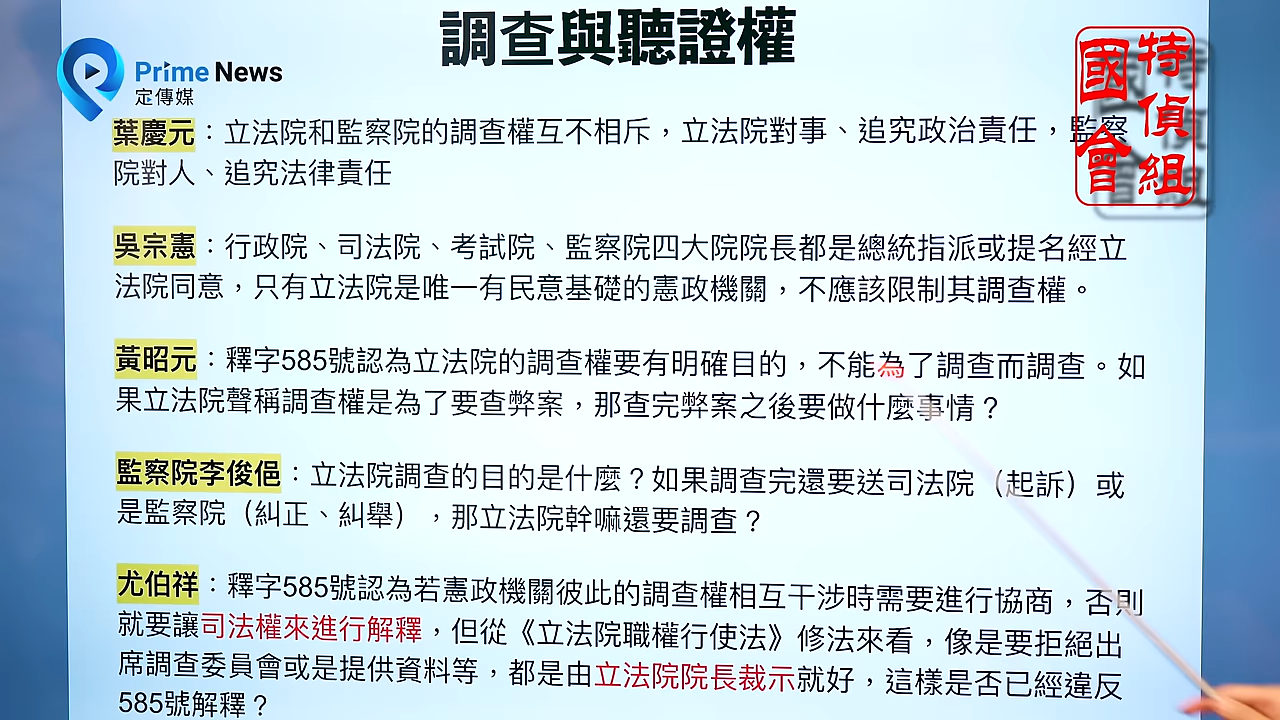 調查與聽證權
Prime News
定傳媒
特偵組
國會
葉慶元：立法院和監察院的調查權互不相斥，立法院對事、追究政治責任，監察
院對人、追究法律責任
吳宗憲：行政院、司法院、考試院、監察院四大院院長都是總統指派或提名經立
法院同意，只有立法院是唯一有民意基礎的憲政機關，不應該限制其調查權。
黃昭元：釋字585號認為立法院的調查權要有明確目的，不能為了調查而調查。如
果立法院聲稱調查權是為了要查弊案，那查完弊案之後要做什麼事情？
監察院李俊俋：立法院調查的目的是什麼？如果調查完還要送司法院（起訴）或
是監察院（糾正、糾舉），那立法院幹嘛還要調查？
尤伯祥：釋字585號認為若憲政機關彼此的調查權相互干涉時需要進行協商，否則
就要讓司法權來進行解釋，但從《立法院職權行使法》修法來看，像是要拒絕出
席調查委員會或是提供資料等，都是由立法院院長裁示就好，這樣是否已經違反
585號解釋？